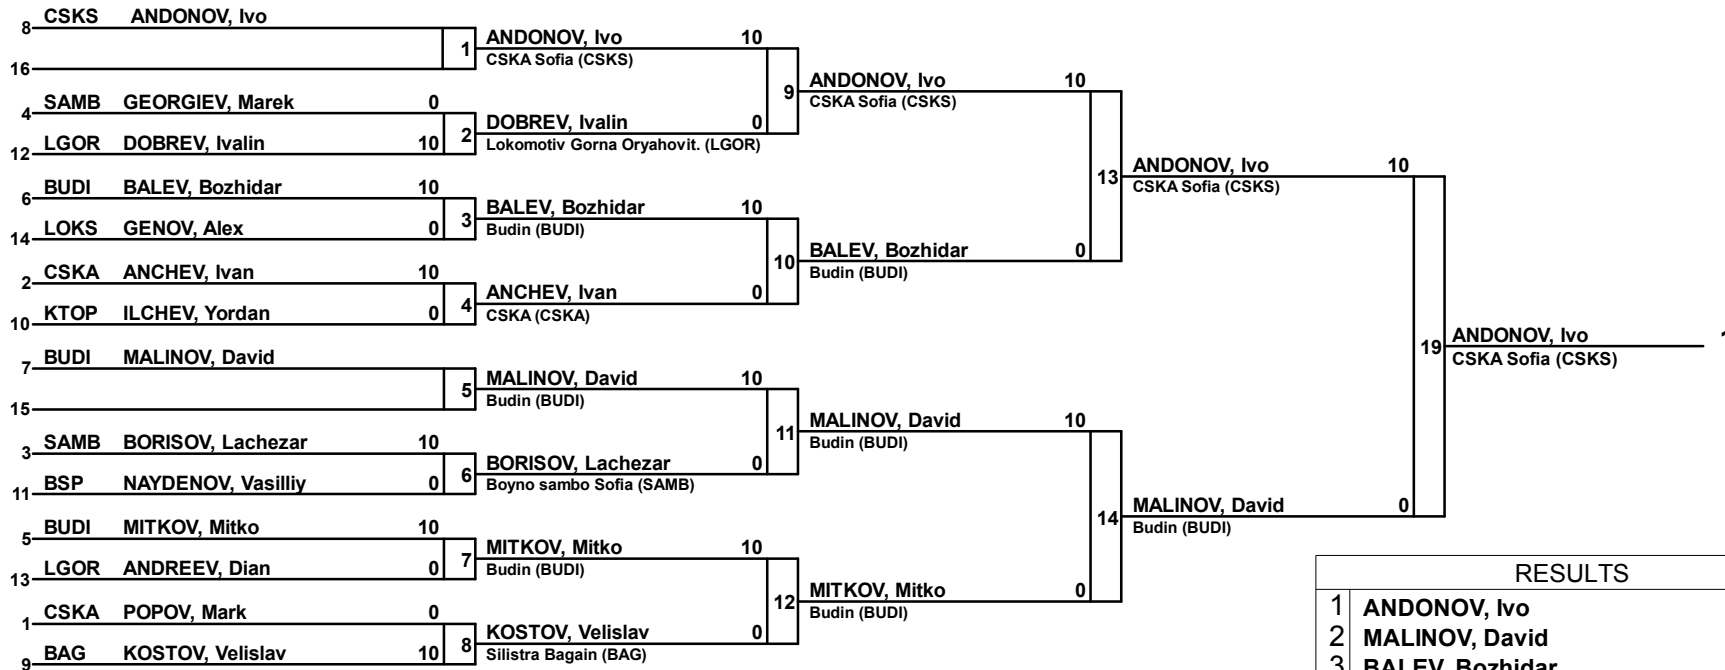 8 CSKS ANDONOV, Ivo
16
1 ANDONOV, Ivo 10
CSKA Sofia (CSKS)
4 SAMB GEORGIEV, Marek 0
12 LGOR DOBREV, Ivalin 10
2 DOBREV, Ivalin 0
Lokomotiv Gorna Oryahovit. (LGOR)
9 ANDONOV, Ivo 10
CSKA Sofia (CSKS)
6 BUDI BALEV, Bozhidar 10
14 LOKS GENOV, Alex 0
3 BALEV, Bozhidar 10
Budin (BUDI)
2 CSKA ANCHEV, Ivan 10
10 KTOP ILCHEV, Yordan 0
4 ANCHEV, Ivan 0
CSKA (CSKA)
10 BALEV, Bozhidar 0
Budin (BUDI)
13 ANDONOV, Ivo 10
CSKA Sofia (CSKS)
7 BUDI MALINOV, David
15
5 MALINOV, David 10
Budin (BUDI)
3 SAMB BORISOV, Lachezar 10
11 BSP NAYDENOV, Vasilliy 0
6 BORISOV, Lachezar 0
Boyno sambo Sofia (SAMB)
11 MALINOV, David 10
Budin (BUDI)
5 BUDI MITKOV, Mitko 10
13 LGOR ANDREEV, Dian 0
7 MITKOV, Mitko 10
Budin (BUDI)
1 CSKA POPOV, Mark 0
9 BAG KOSTOV, Velislav 10
8 KOSTOV, Velislav 0
Silistra Bagain (BAG)
12 MITKOV, Mitko 0
Budin (BUDI)
14 MALINOV, David 0
Budin (BUDI)
19 ANDONOV, Ivo
CSKA Sofia (CSKS)
RESULTS
1 ANDONOV, Ivo
2 MALINOV, David
3 BALEV, Bozhidar